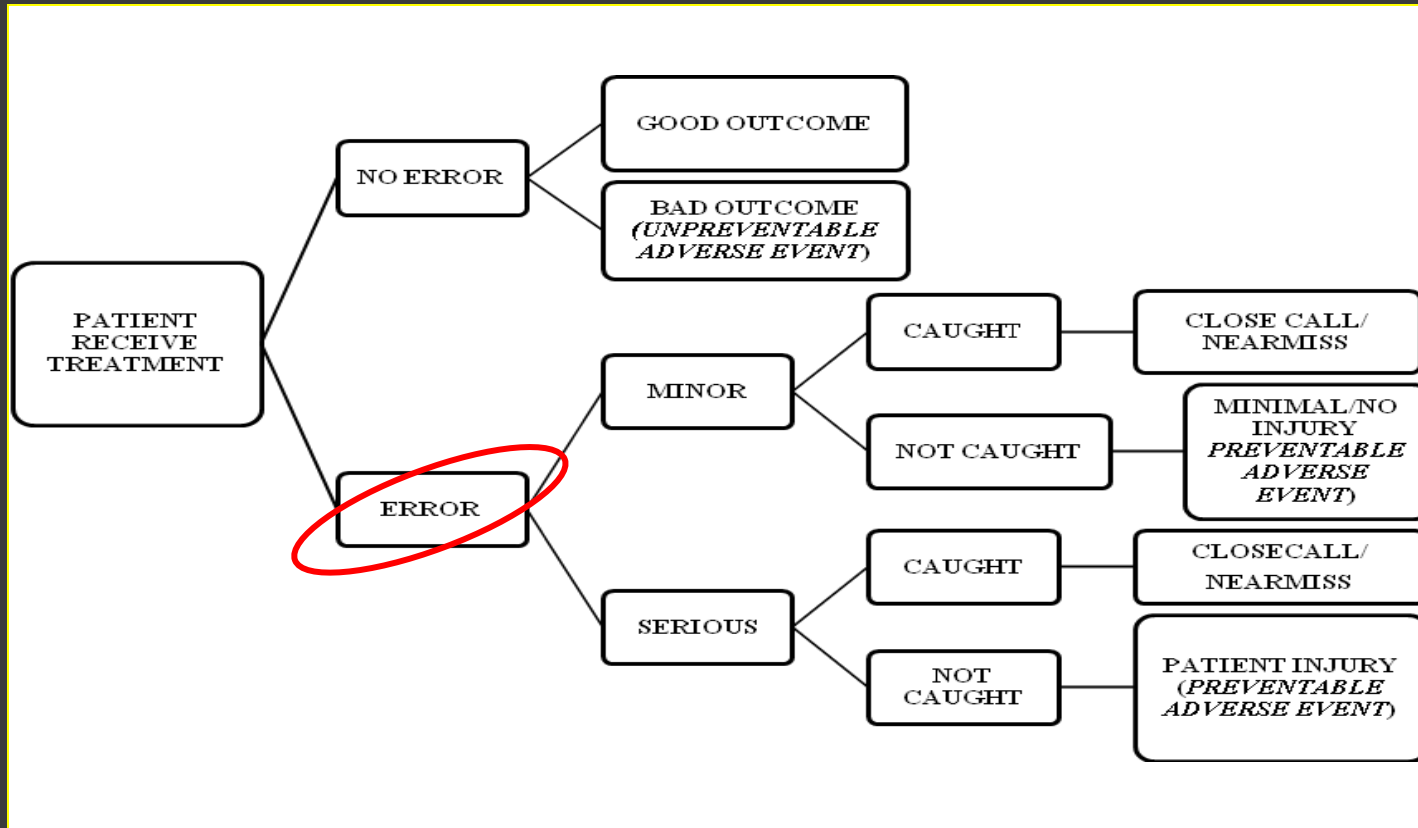 PATIENT
RECEIVE
TREATMENT
NO ERROR
GOOD OUTCOME
BAD OUTCOME
(UNPREVENTABLE
ADVERSE EVENT)
ERROR
MINOR
CAUGHT
CLOSE CALL/
NEARMISS
NOT CAUGHT
MINIMAL/NO
INJURY
PREVENTABLE
ADVERSE
EVENT)
SERIOUS
CAUGHT
CLOSECALL/
NEARMISS
NOT
CAUGHT
PATIENT INJURY
(PREVENTABLE
ADVERSE EVENT)